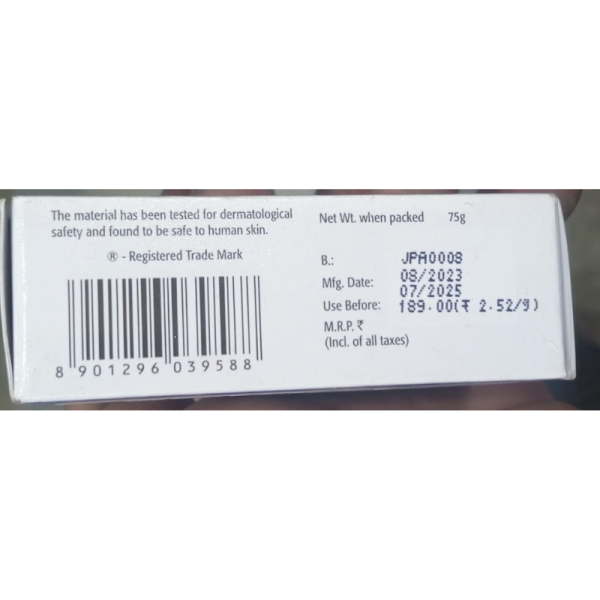 The material has been tested for dermatological
safety and found to be safe to human skin.
® - Registered Trade Mark
8 901296 039588
Net Wt. when packed 75g
B.: JPA0008
Mfg. Date: 08/2023
Use Before: 07/2025
M.R.P. ₹ 189.00(₹ 2.52/g)
(Incl. of all taxes)